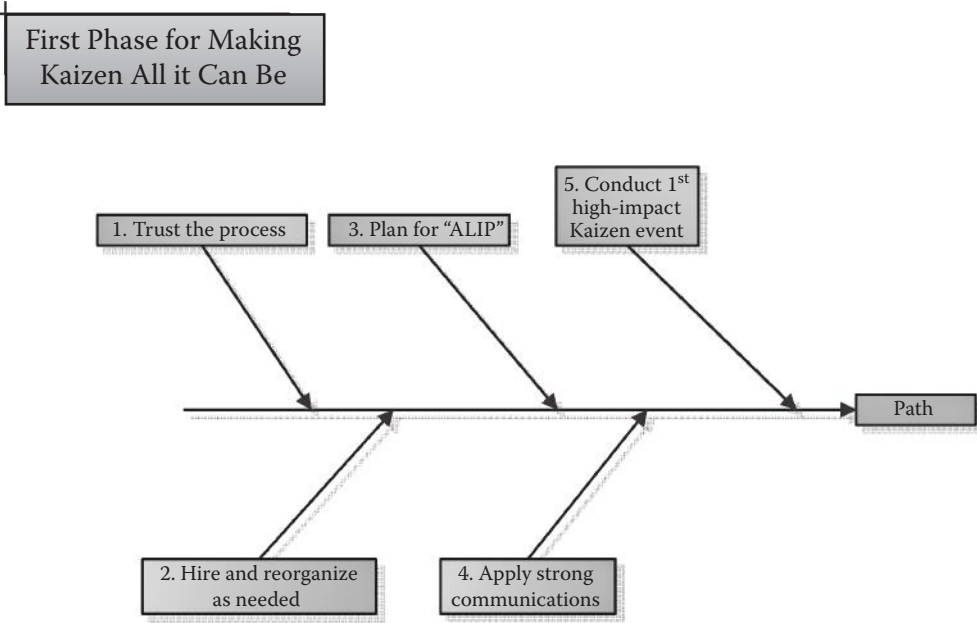 First Phase for Making
Kaizen All it Can Be
1. Trust the process
3. Plan for “ALIP”
5. Conduct 1st
high-impact
Kaizen event
Path
2. Hire and reorganize
as needed
4. Apply strong
communications